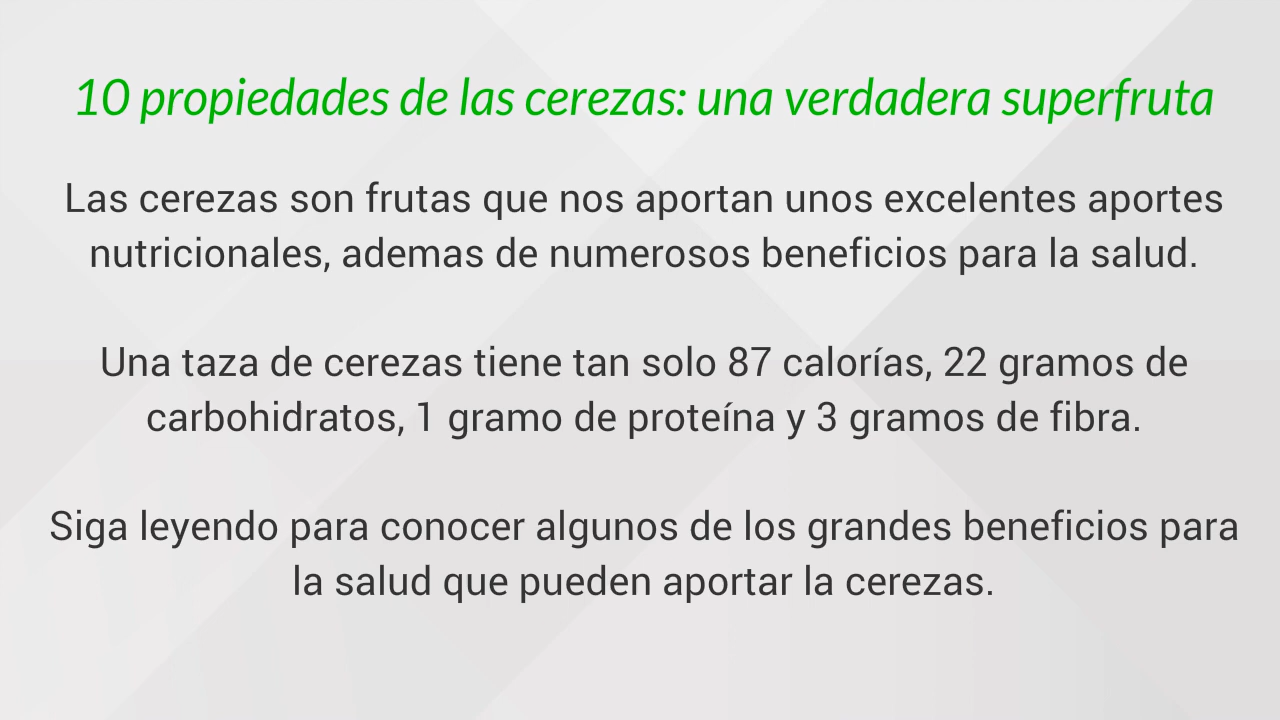 10 propiedades de las cerezas: una verdadera superfruta
Las cerezas son frutas que nos aportan unos excelentes aportes
nutricionales, ademas de numerosos beneficios para la salud.
Una taza de cerezas tiene tan solo 87 calorías, 22 gramos de
carbohidratos, 1 gramo de proteína y 3 gramos de fibra.
Siga leyendo para conocer algunos de los grandes beneficios para
la salud que pueden aportar la cerezas.